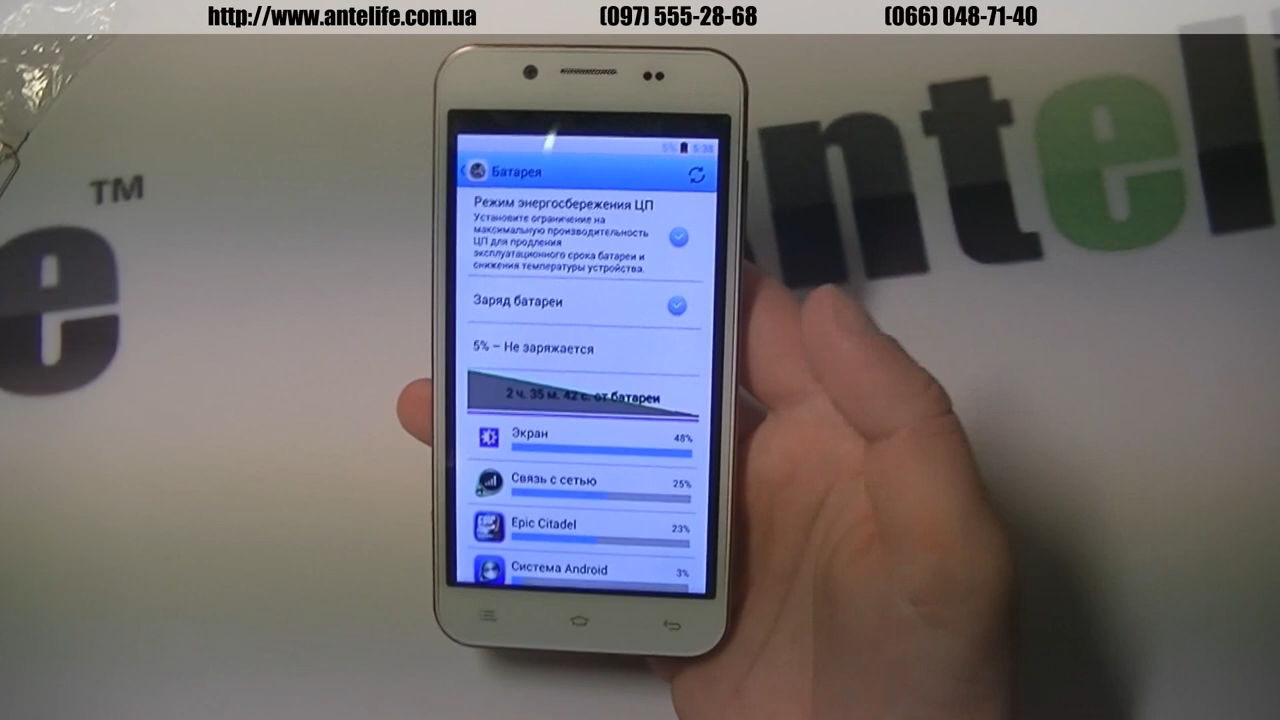 http://www.antelife.com.ua
(097) 555-28-68
(066) 048-71-40
TM
e
Anteli
5% 5:38
Батарея
Режим энергосбережения ЦП
Установите ограничение на
максимальную производительность
ЦП для продления
эксплуатационного срока батареи и
снижения температуры устройства.
Заряд батареи
5% – Не заряжается
2 ч. 35 м. 42 с. от батареи
Экран
48%
Связь с сетью
25%
Epic Citadel
23%
Система Android
3%